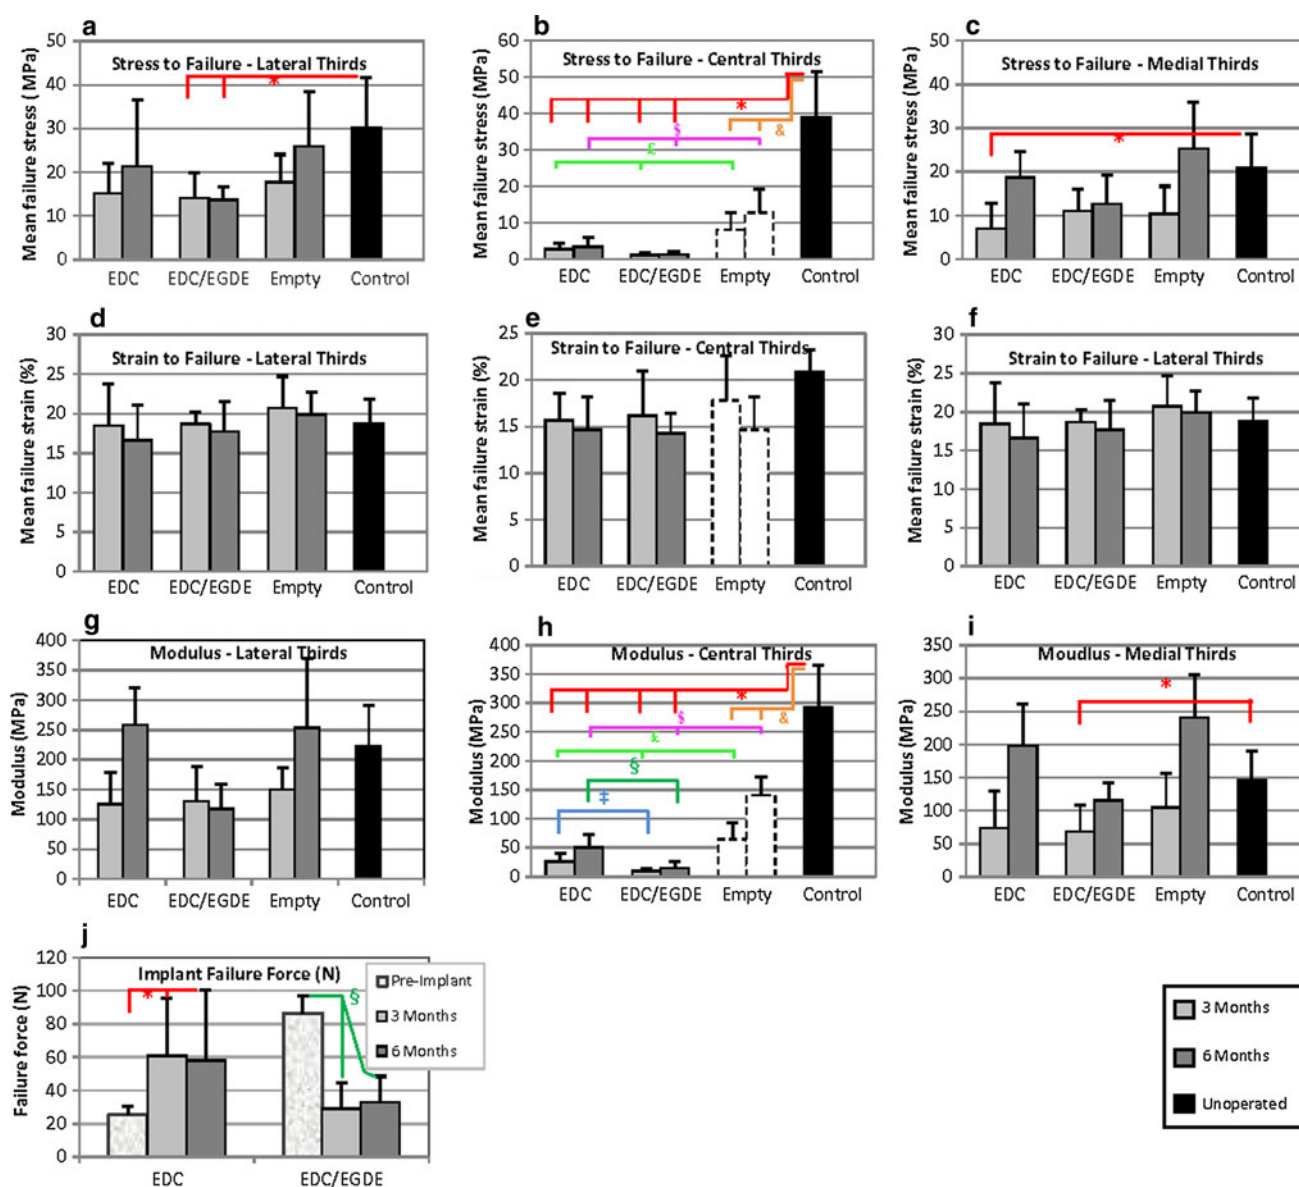 a
Stress to Failure - Lateral Thirds
Mean failure stress ( MPa)
50
40
30
20
10
0
*
EDC EDC/EGDE Empty Control
b
Stress to Failure - Central Thirds
Mean failure stress (MPa)
60
50
40
30
20
10
0
*
$ &
£
EDC EDC/EGDE Empty Control
c
Stress to Failure - Medial Thirds
Mean failure stress (MPa)
50
40
30
20
10
0
*
EDC EDC/EGDE Empty Control
d
Strain to Failure - Lateral Thirds
Mean failure strain (%)
30
25
20
15
10
5
0
EDC EDC/EGDE Empty Control
e
Strain to Failure - Central Thirds
Mean failure strain (%)
25
20
15
10
5
0
EDC EDC/EGDE Empty Control
f
Strain to Failure - Lateral Thirds
Mean failure strain (%)
30
25
20
15
10
5
0
EDC EDC/EGDE Empty Control
g
Modulus - Lateral Thirds
Modulus (MPa)
400
350
300
250
200
150
100
50
0
EDC EDC/EGDE Empty Control
h
Modulus - Central Thirds
Modulus (MPa)
400
350
300
250
200
150
100
50
0
*
$ &
£
§
‡
EDC EDC/EGDE Empty Control
i
Moudlus - Medial Thirds
Modulus (MPa)
350
300
250
200
150
100
50
0
*
EDC EDC/EGDE Empty Control
j
Implant Failure Force (N)
Failure force (N)
120
100
80
60
40
20
0
*
§
Pre-Implant
3 Months
6 Months
EDC EDC/EGDE
3 Months
6 Months
Unoperated